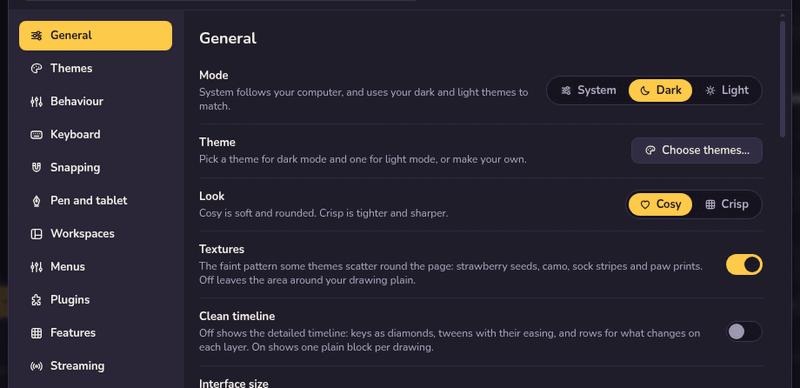 General
Themes
Behaviour
Keyboard
Snapping
Pen and tablet
Workspaces
Menus
Plugins
Features
Streaming
General
Mode
System follows your computer, and uses your dark and light themes to
match.
System
Dark
Light
Theme
Pick a theme for dark mode and one for light mode, or make your own.
Choose themes...
Look
Cosy is soft and rounded. Crisp is tighter and sharper.
Cosy
Crisp
Textures
The faint pattern some themes scatter round the page: strawberry seeds, camo, sock stripes and paw prints.
Off leaves the area around your drawing plain.
Clean timeline
Off shows the detailed timeline: keys as diamonds, tweens with their easing, and rows for what changes on
each layer. On shows one plain block per drawing.
Interface size